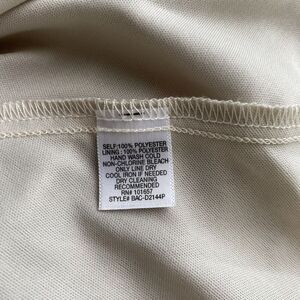 SELF:100% POLYESTER
LINING : 100% POLYESTER
HAND WASH COLD
NON-CHLORINE BLEACH
ONLY LINE DRY
COOL IRON IF NEEDED
DRY CLEANING
RECOMMENDED
RN# 101657
STYLE# BAC-D2144P